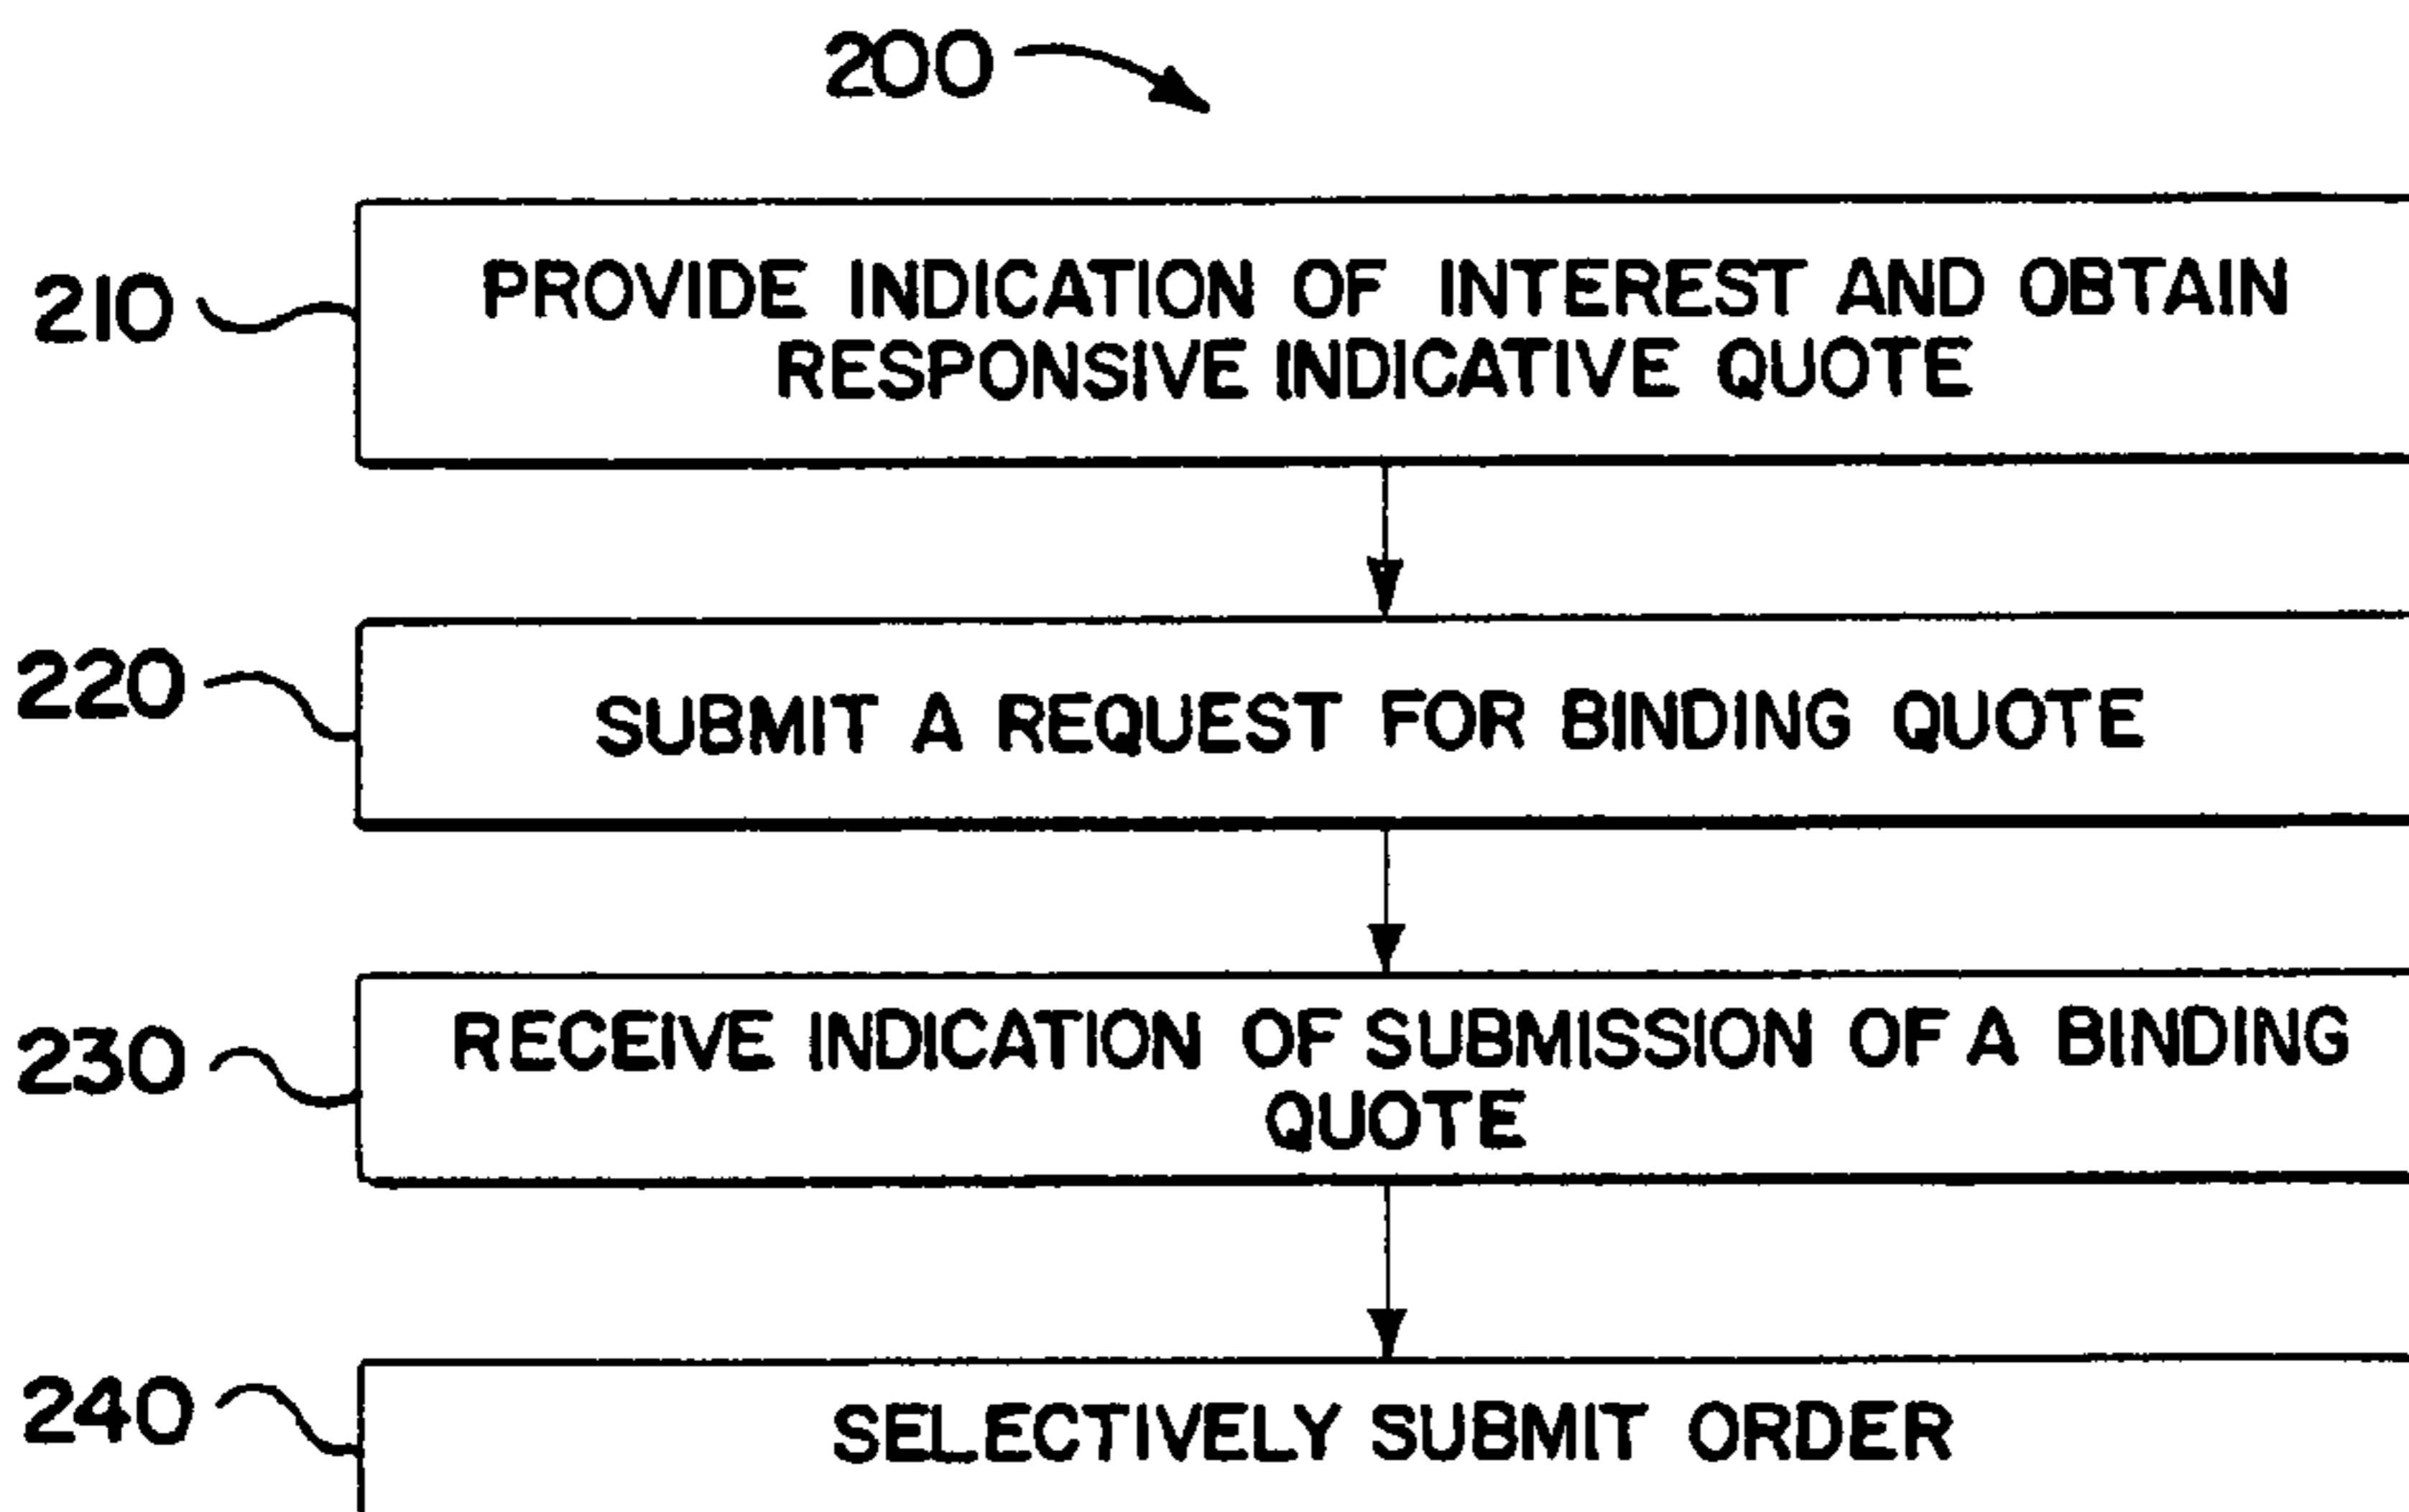 200
210
PROVIDE INDICATION OF INTEREST AND OBTAIN
RESPONSIVE INDICATIVE QUOTE
220
SUBMIT A REQUEST FOR BINDING QUOTE
230
RECEIVE INDICATION OF SUBMISSION OF A BINDING
QUOTE
240
SELECTIVELY SUBMIT ORDER